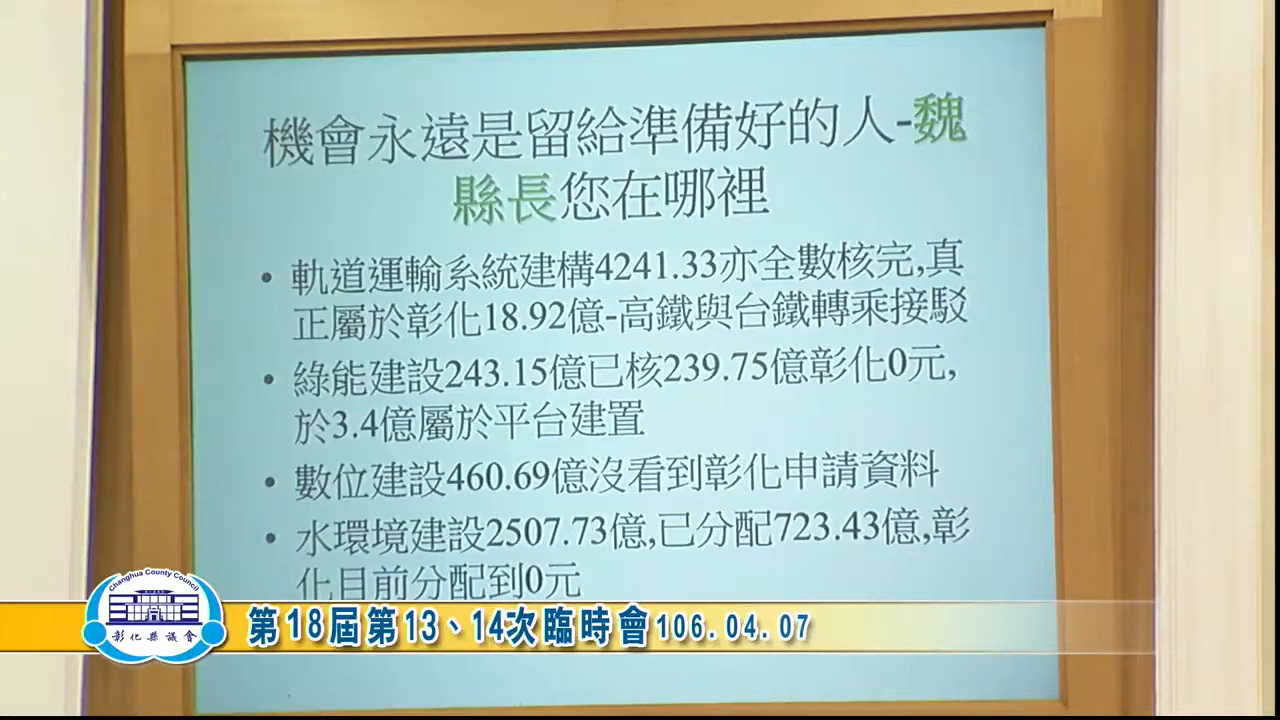 機會永遠是留給準備好的人-魏
縣長您在哪裡
• 軌道運輸系統建構4241.33亦全數核完,真
正屬於彰化18.92億-高鐵與台鐵轉乘接駁
• 綠能建設243.15億已核239.75億彰化0元,
於3.4億屬於平台建置
• 數位建設460.69億沒看到彰化申請資料
• 水環境建設2507.73億,已分配723.43億,彰
化目前分配到0元
Changhua County Council
彰化縣議會
第18屆第13、14次臨時會106.04.07